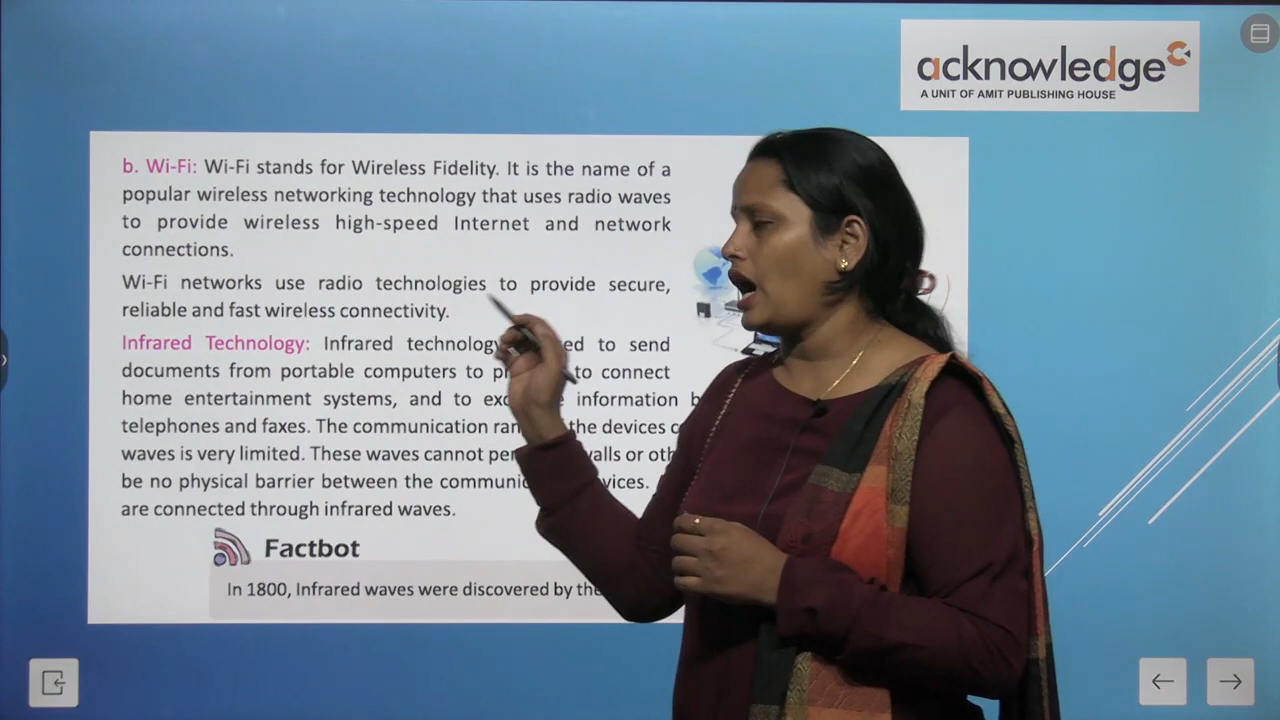 acknowledge
A UNIT OF AMIT PUBLISHING HOUSE
b. Wi-Fi: Wi-Fi stands for Wireless Fidelity. It is the name of a
popular wireless networking technology that uses radio waves
to provide wireless high-speed Internet and network
connections.
Wi-Fi networks use radio technologies to provide secure,
reliable and fast wireless connectivity.
Infrared Technology: Infrared technology to send
documents from portable computers to to connect
home entertainment systems, and to information
telephones and faxes. The communication the devices
waves is very limited. These waves cannot walls or
be no physical barrier between the
are connected through infrared waves.
Factbot
In 1800, Infrared waves were discovered by the